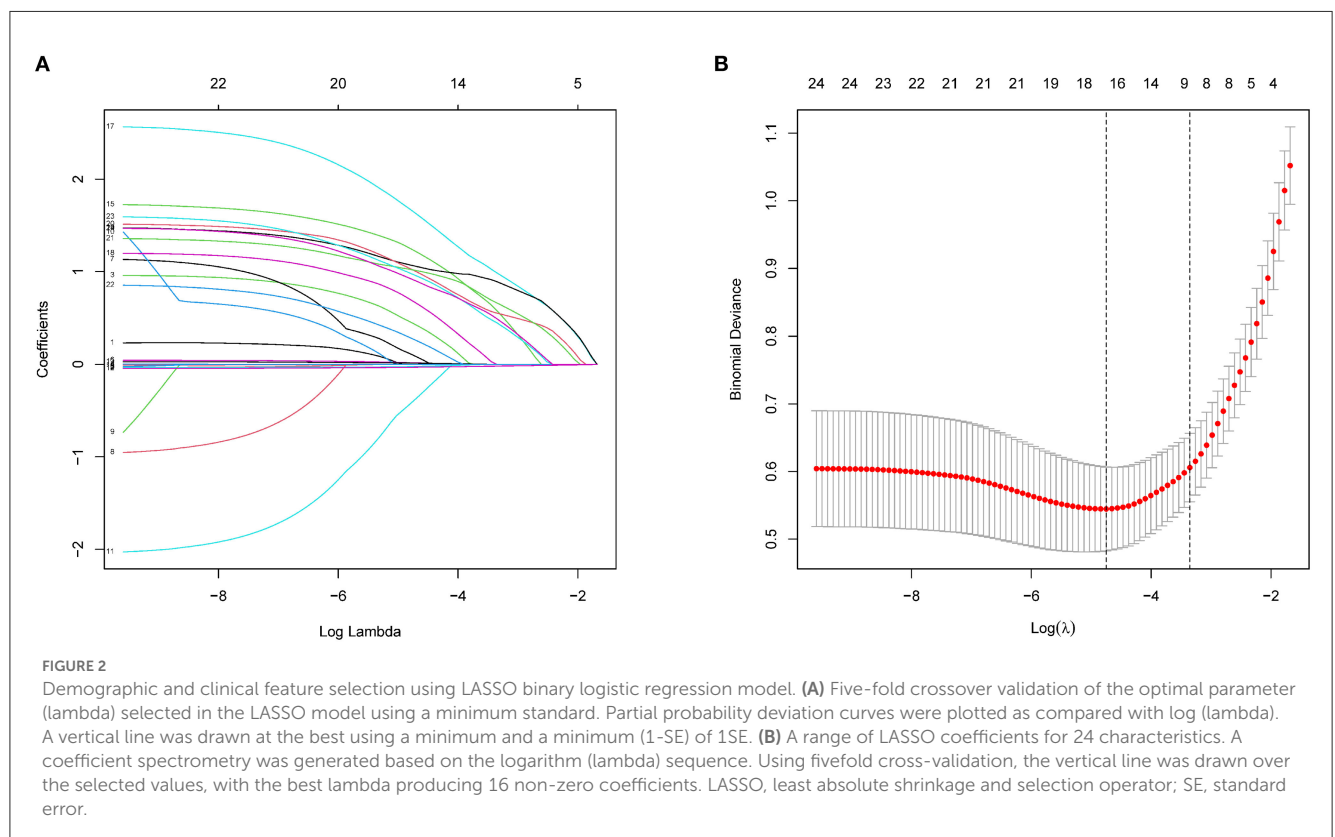 A
22 20 14 5
17
15
23
20
21
18
7
3
22
1
9
8
11
2
1
0
−1
−2
Coefficients
−8 −6 −4 −2
Log Lambda
B
24 24 23 22 21 21 21 19 18 16 14 9 8 8 5 4
1.1
1.0
0.9
0.8
0.7
0.6
0.5
Binomial Deviance
−8 −6 −4 −2
Log(λ)
FIGURE 2
Demographic and clinical feature selection using LASSO binary logistic regression model. (A) Five-fold crossover validation of the optimal parameter
(lambda) selected in the LASSO model using a minimum standard. Partial probability deviation curves were plotted as compared with log (lambda).
A vertical line was drawn at the best using a minimum and a minimum (1-SE) of 1SE. (B) A range of LASSO coefficients for 24 characteristics. A
coefficient spectrometry was generated based on the logarithm (lambda) sequence. Using fivefold cross-validation, the vertical line was drawn over
the selected values, with the best lambda producing 16 non-zero coefficients. LASSO, least absolute shrinkage and selection operator; SE, standard
error.